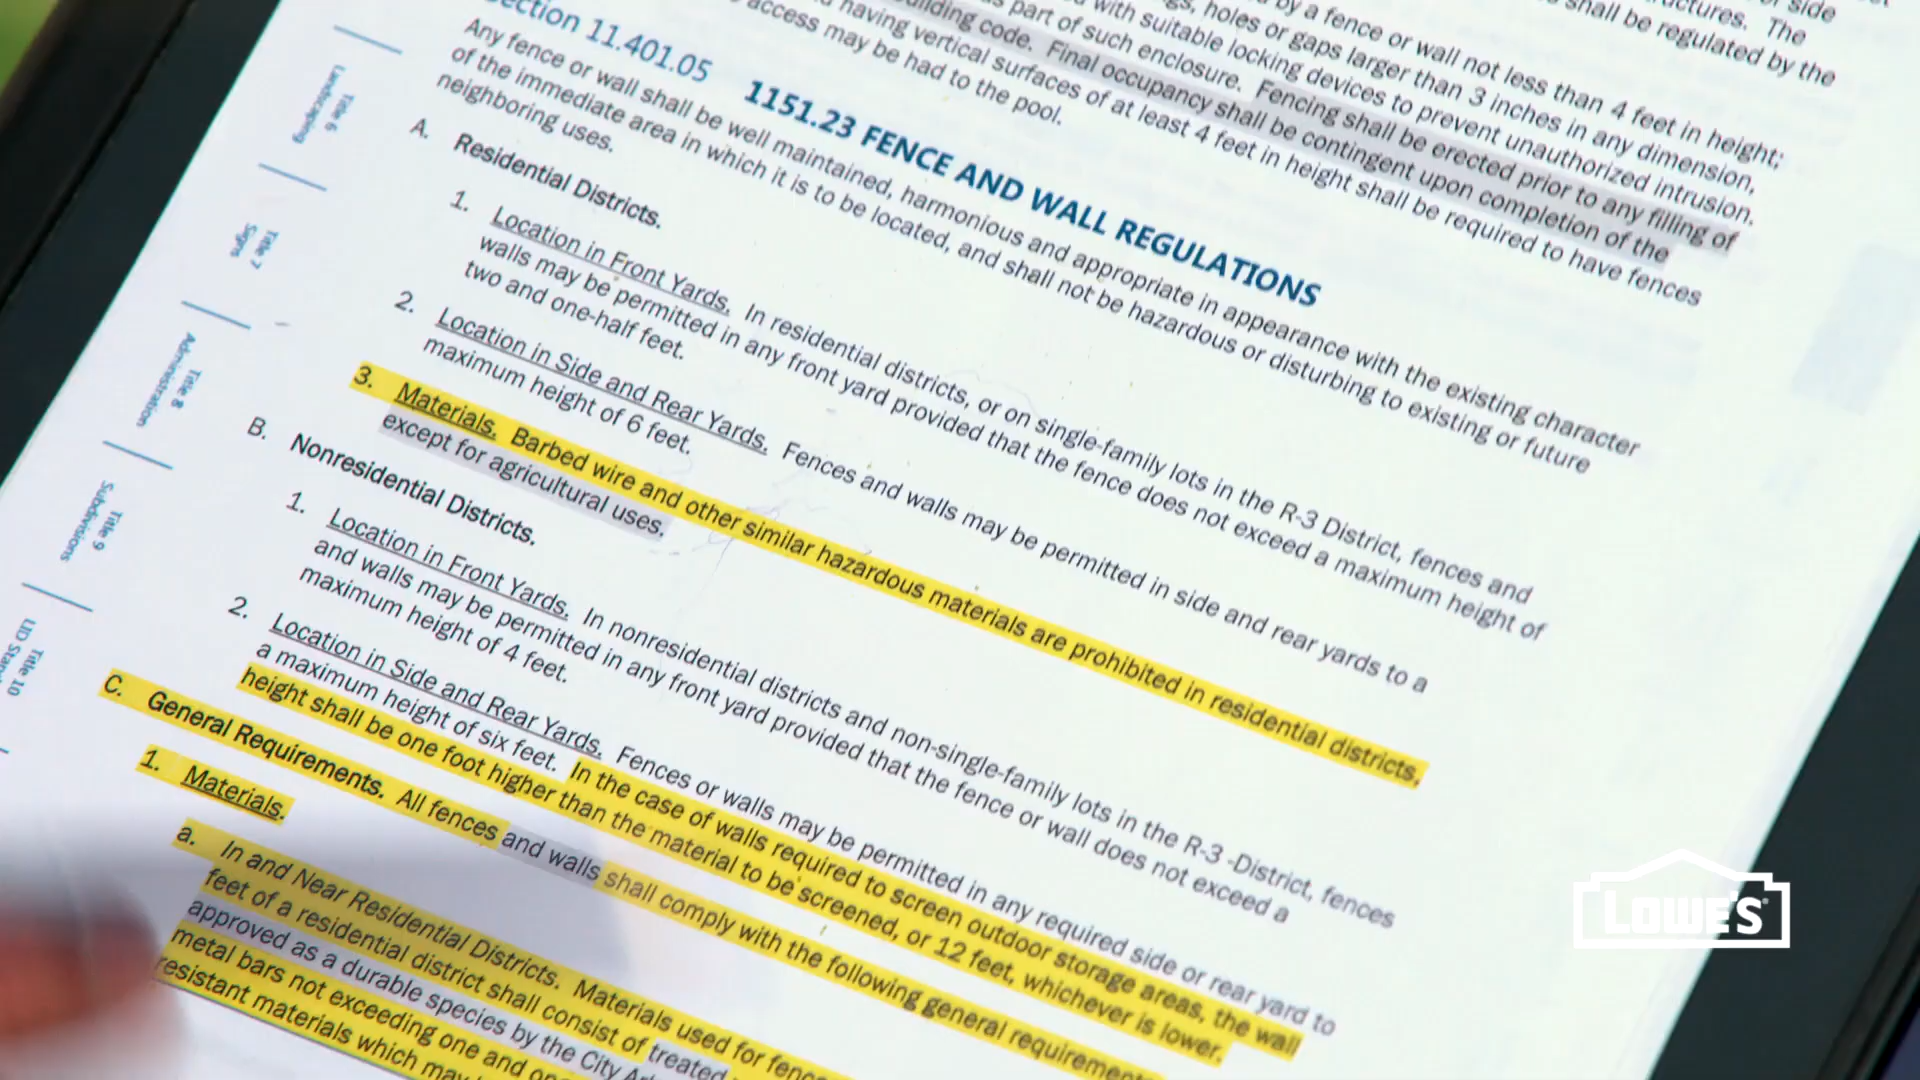 side
structures. The
shall be regulated by the
by a fence or wall not less than 4 feet in height;
holes or gaps larger than 3 inches in any dimension,
with suitable locking devices to prevent unauthorized intrusion.
part of such enclosure. Fencing shall be erected prior to any filling of
building code. Final occupancy shall be contingent upon completion of the
having vertical surfaces of at least 4 feet in height shall be required to have fences
access may be had to the pool.
Section 11.401.05 1151.23 FENCE AND WALL REGULATIONS
Any fence or wall shall be well maintained, harmonious and appropriate in appearance with the existing character
of the immediate area in which it is to be located, and shall not be hazardous or disturbing to existing or future
neighboring uses.
A. Residential Districts.
1. Location in Front Yards. In residential districts, or on single-family lots in the R-3 District, fences and
walls may be permitted in any front yard provided that the fence does not exceed a maximum height of
two and one-half feet.
2. Location in Side and Rear Yards. Fences and walls may be permitted in side and rear yards to a
maximum height of 6 feet.
3. Materials. Barbed wire and other similar hazardous materials are prohibited in residential districts,
except for agricultural uses.
B. Nonresidential Districts.
1. Location in Front Yards. In nonresidential districts and non-single-family lots in the R-3 -District, fences
and walls may be permitted in any front yard provided that the fence or wall does not exceed a
maximum height of 4 feet.
2. Location in Side and Rear Yards. Fences or walls may be permitted in any required side or rear yard to
a maximum height of six feet. In the case of walls required to screen outdoor storage areas, the wall
height shall be one foot higher than the material to be screened, or 12 feet, whichever is lower.
C. General Requirements. All fences and walls shall comply with the following general
1. Materials.
a. In and Near Residential Districts. Materials used for
feet of a residential district shall consist of treated
approved as a durable species by the City
metal bars not exceeding one and
resistant materials which may
Title 6
Landscaping
Title 7
Signs
Title 8
Administration
Title 9
Subdivisions
Title 10
LOWE'S